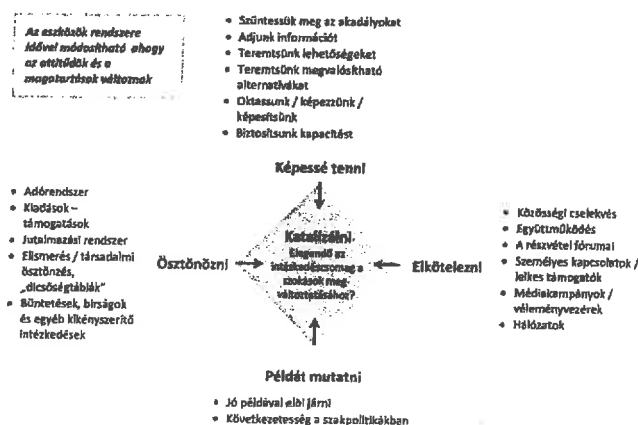 Az eszközök rendszere
idővel módosítható ahogy
az attitűdök és a
magatartások változnak
• Szüntessük meg az akadályokat
• Adjunk információt
• Teremtsünk lehetőségeket
• Teremtsünk megvalósítható
alternatívákat
• Oktassunk / képezzünk /
képesítsünk
• Biztosítsunk kapacitást
Képessé tenni
• Adórendszer
• Kiadások –
támogatások
• Jutalmazási rendszer
• Elismerés / társadalmi
ösztönzés,
„dicsőségtáblák”
• Büntetések, bírságok
és egyéb kikényszerítő
intézkedések
Ösztönözni
Katalizálni
Elegendő az
intézkedéscsomag a
szokások meg-
változtatásához?
Elkötelezni
• Közösségi cselekvés
• Együttműködés
• A részvétel fórumai
• Személyes kapcsolatok /
lelkes támogatók
• Médiakampányok /
véleményvezérek
• Hálózatok
Példát mutatni
• Jó példával elöl járni
• Következetesség a szakpolitikákban